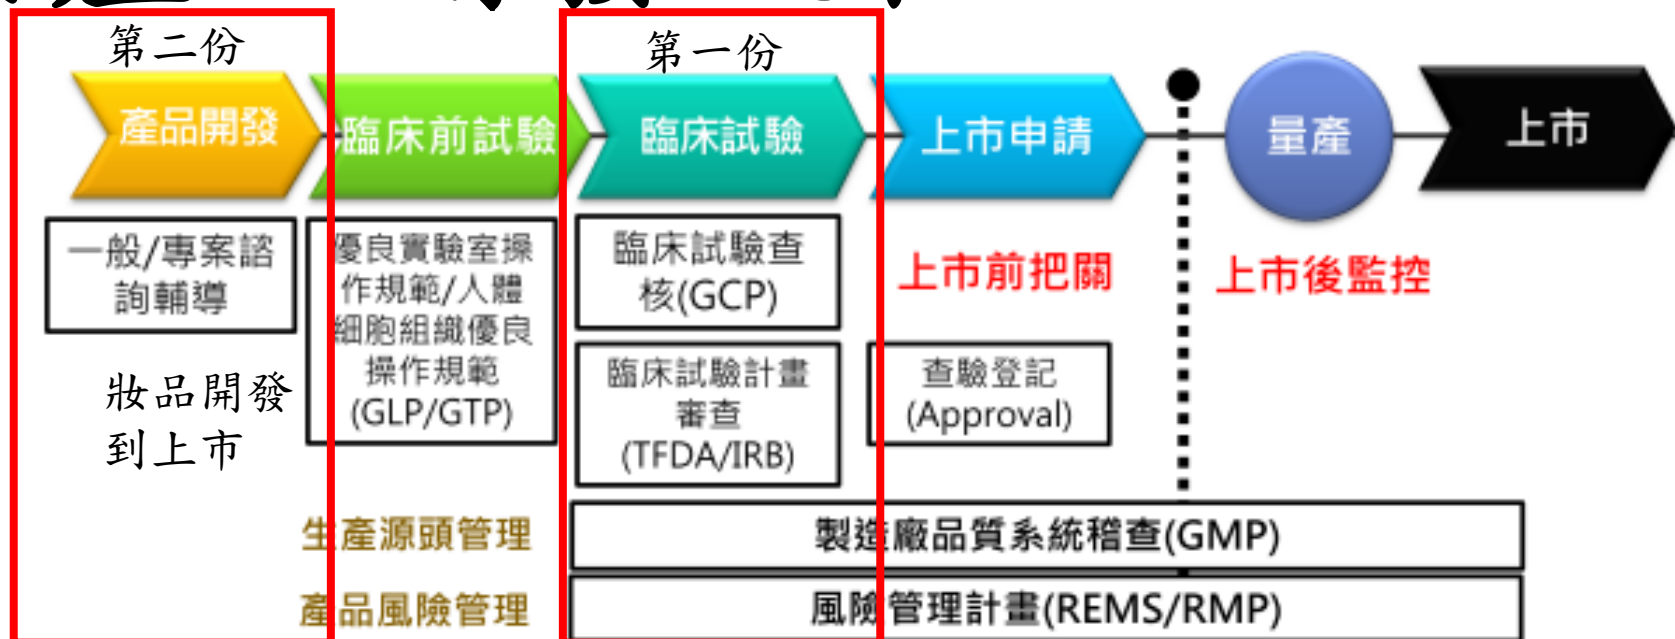 第二份
第一份
產品開發
臨床前試驗
臨床試驗
上市申請
量產
上市
一般/專案諮
詢輔導
優良實驗室操
作規範/人體
細胞組織優良
操作規範
(GLP/GTP)
臨床試驗查
核(GCP)
臨床試驗計畫
審查
(TFDA/IRB)
上市前把關
查驗登記
(Approval)
上市後監控
妝品開發
到上市
生產源頭管理
製造廠品質系統稽查(GMP)
產品風險管理
風險管理計畫(REMS/RMP)